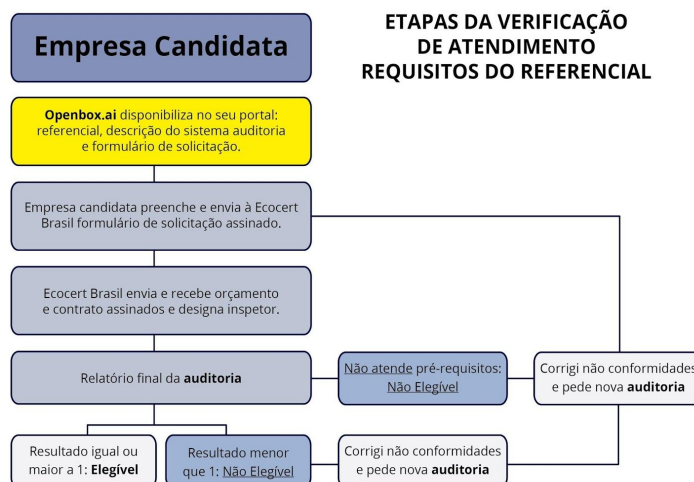 Empresa Candidata
ETAPAS DA VERIFICAÇÃO
DE ATENDIMENTO
REQUISITOS DO REFERENCIAL
Openbox.ai disponibiliza no seu portal:
referencial, descrição do sistema auditoria
e formulário de solicitação.
Empresa candidata preenche e envia à Ecocert
Brasil formulário de solicitação assinado.
Ecocert Brasil envia e recebe orçamento
e contrato assinados e designa inspetor.
Relatório final da auditoria
Não atende pré-requisitos:
Não Elegível
Corrigi não conformidades
e pede nova auditoria
Resultado igual ou
maior a 1: Elegível
Resultado menor
que 1: Não Elegível
Corrigi não conformidades
e pede nova auditoria